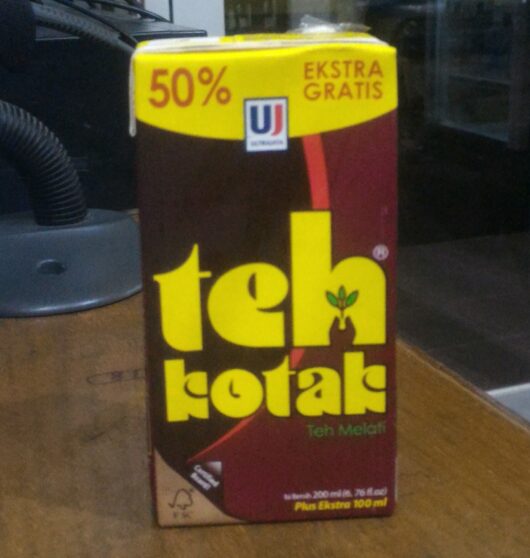 50% EKSTRA
GRATIS
UJ
ULTRAJAYA
teh®
kotak
Teh Melati
Isi Bersih 200 ml (6.76 fl.oz)
Plus Ekstra 100 ml
FSC